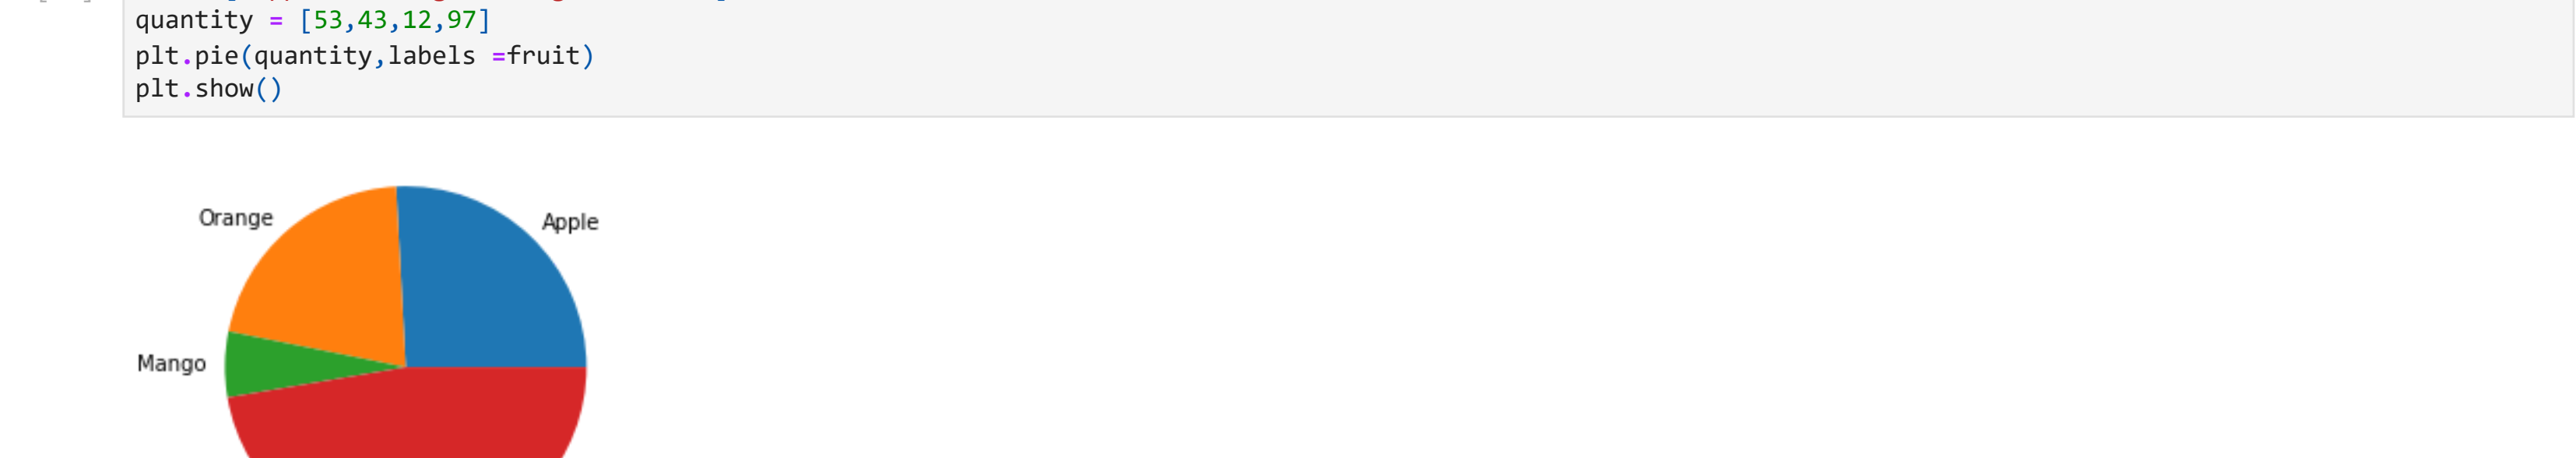 quantity = [53,43,12,97]
plt.pie(quantity,labels =fruit)
plt.show()
Orange
Apple
Mango